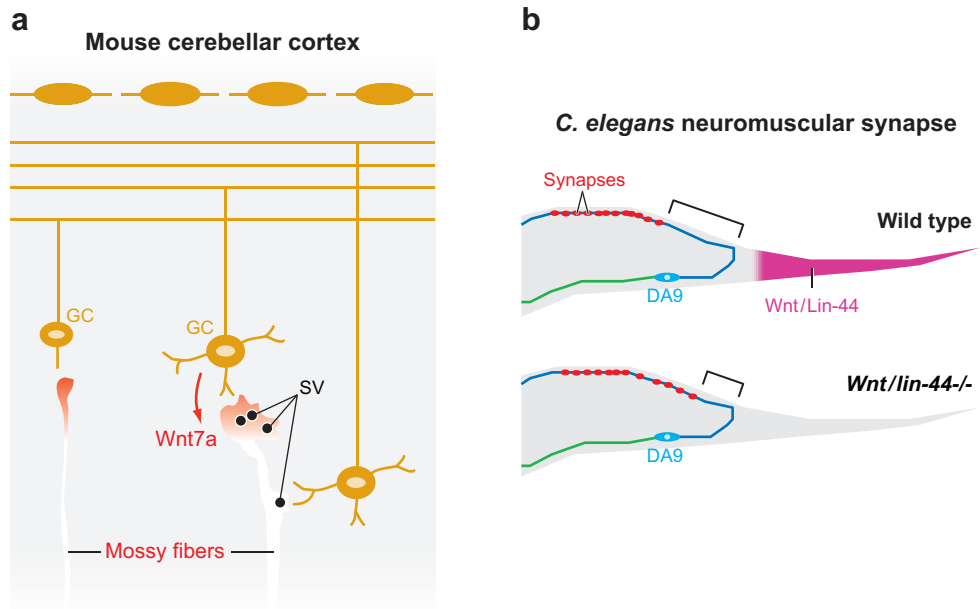 a
Mouse cerebellar cortex
GC
GC
SV
Wnt7a
Mossy fibers
b
C. elegans neuromuscular synapse
Synapses
Wild type
DA9
Wnt/Lin-44
Wnt/lin-44-/-
DA9